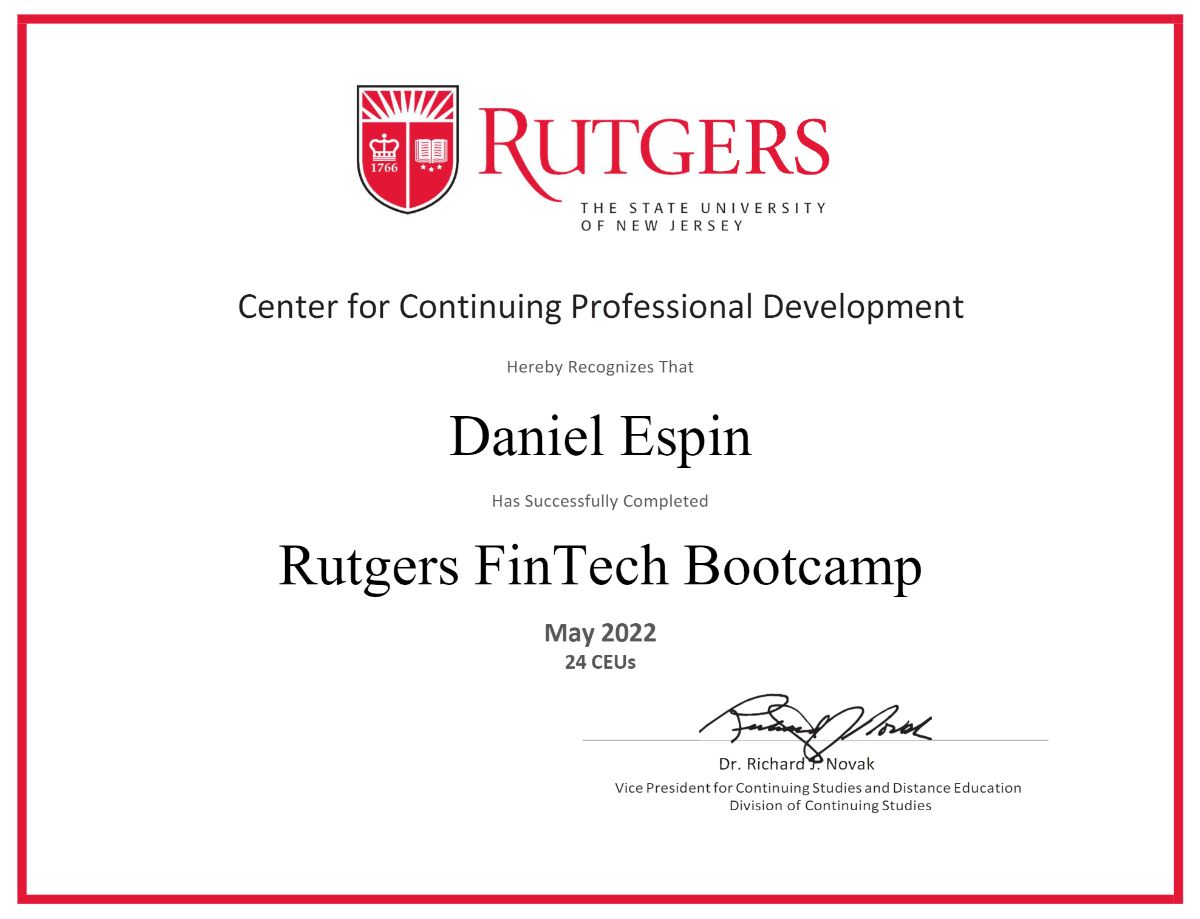 1766
RUTGERS
THE STATE UNIVERSITY
OF NEW JERSEY
Center for Continuing Professional Development
Hereby Recognizes That
Daniel Espin
Has Successfully Completed
Rutgers FinTech Bootcamp
May 2022
24 CEUs
Richard J. Novak
Dr. Richard J. Novak
Vice President for Continuing Studies and Distance Education
Division of Continuing Studies